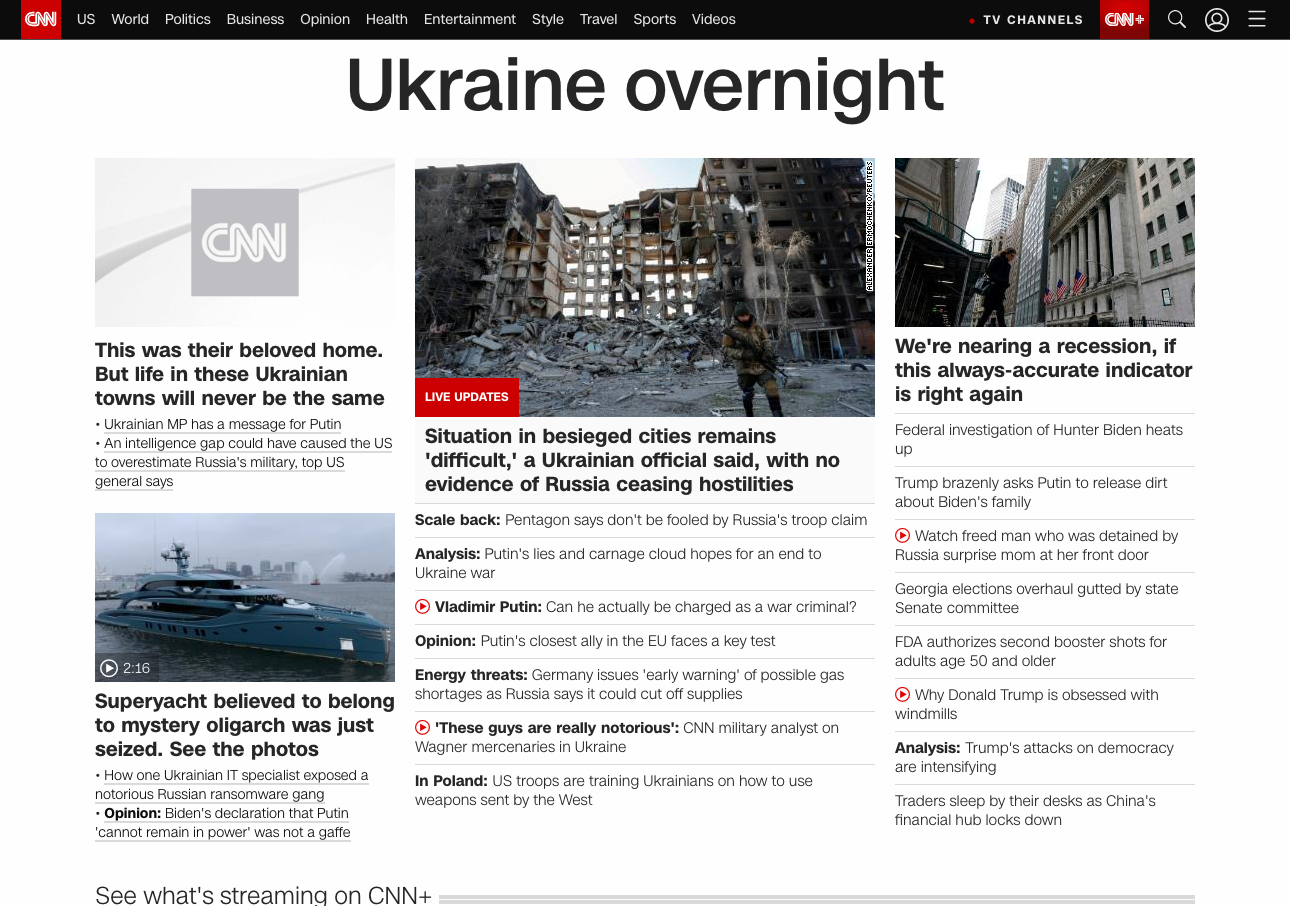 CNN
US World Politics Business Opinion Health Entertainment Style Travel Sports Videos
TV CHANNELS
CNN+
Ukraine overnight
CNN
This was their beloved home.
But life in these Ukrainian
towns will never be the same
• Ukrainian MP has a message for Putin
• An intelligence gap could have caused the US
to overestimate Russia's military, top US
general says
2:16
Superyacht believed to belong
to mystery oligarch was just
seized. See the photos
• How one Ukrainian IT specialist exposed a
notorious Russian ransomware gang
• Opinion: Biden's declaration that Putin
'cannot remain in power' was not a gaffe
ALEXANDER ERMOCHENKO/REUTERS
LIVE UPDATES
Situation in besieged cities remains
'difficult,' a Ukrainian official said, with no
evidence of Russia ceasing hostilities
Scale back: Pentagon says don't be fooled by Russia's troop claim
Analysis: Putin's lies and carnage cloud hopes for an end to
Ukraine war
Vladimir Putin: Can he actually be charged as a war criminal?
Opinion: Putin's closest ally in the EU faces a key test
Energy threats: Germany issues 'early warning' of possible gas
shortages as Russia says it could cut off supplies
'These guys are really notorious': CNN military analyst on
Wagner mercenaries in Ukraine
In Poland: US troops are training Ukrainians on how to use
weapons sent by the West
We're nearing a recession, if
this always-accurate indicator
is right again
Federal investigation of Hunter Biden heats
up
Trump brazenly asks Putin to release dirt
about Biden's family
Watch freed man who was detained by
Russia surprise mom at her front door
Georgia elections overhaul gutted by state
Senate committee
FDA authorizes second booster shots for
adults age 50 and older
Why Donald Trump is obsessed with
windmills
Analysis: Trump's attacks on democracy
are intensifying
Traders sleep by their desks as China's
financial hub locks down
See what's streaming on CNN+